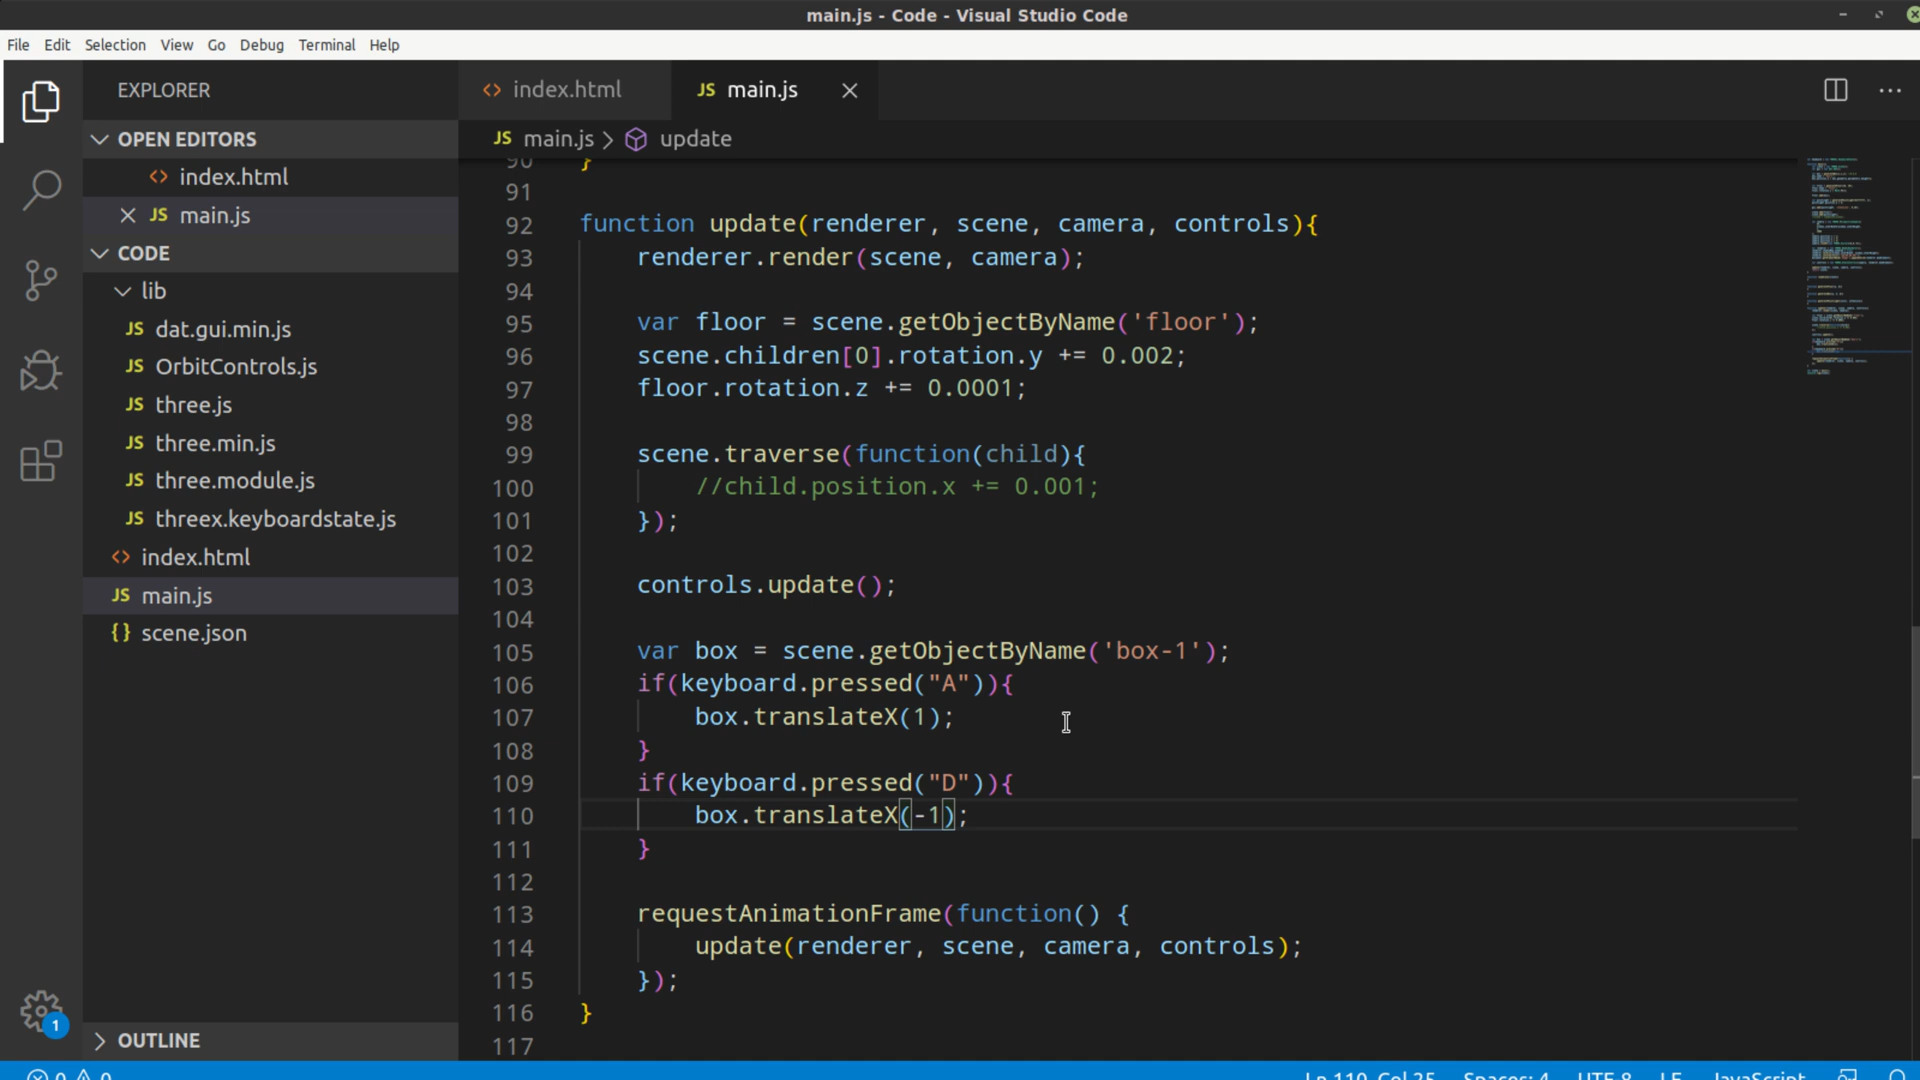 main.js - Code - Visual Studio Code
File Edit Selection View Go Debug Terminal Help
EXPLORER
OPEN EDITORS
<> index.html
JS main.js
CODE
lib
JS dat.gui.min.js
JS OrbitControls.js
JS three.js
JS three.min.js
JS three.module.js
JS threex.keyboardstate.js
<> index.html
JS main.js
{} scene.json
OUTLINE
1
<> index.html
JS main.js
JS main.js > update
90 }
91
92 function update(renderer, scene, camera, controls){
93 renderer.render(scene, camera);
94
95 var floor = scene.getObjectByName('floor');
96 scene.children[0].rotation.y += 0.002;
97 floor.rotation.z += 0.0001;
98
99 scene.traverse(function(child){
100 //child.position.x += 0.001;
101 });
102
103 controls.update();
104
105 var box = scene.getObjectByName('box-1');
106 if(keyboard.pressed("A")){
107 box.translateX(1);
108 }
109 if(keyboard.pressed("D")){
110 box.translateX(-1);
111 }
112
113 requestAnimationFrame(function() {
114 update(renderer, scene, camera, controls);
115 });
116 }
117
0 0
Ln 110, Col 25 Spaces: 4 UTF-8 LF JavaScript